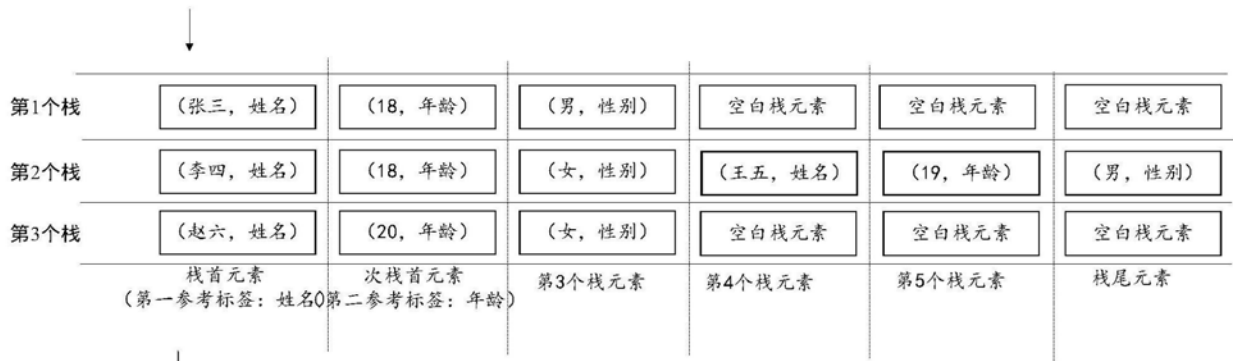 第1个栈 （张三，姓名） （18，年龄） （男，性别） 空白栈元素 空白栈元素 空白栈元素
第2个栈 （李四，姓名） （18，年龄） （女，性别） （王五，姓名） （19，年龄） （男，性别）
第3个栈 （赵六，姓名） （20，年龄） （女，性别） 空白栈元素 空白栈元素 空白栈元素
栈首元素 次栈首元素 第3个栈元素 第4个栈元素 第5个栈元素 栈尾元素
（第一参考标签：姓名）（第二参考标签：年龄）